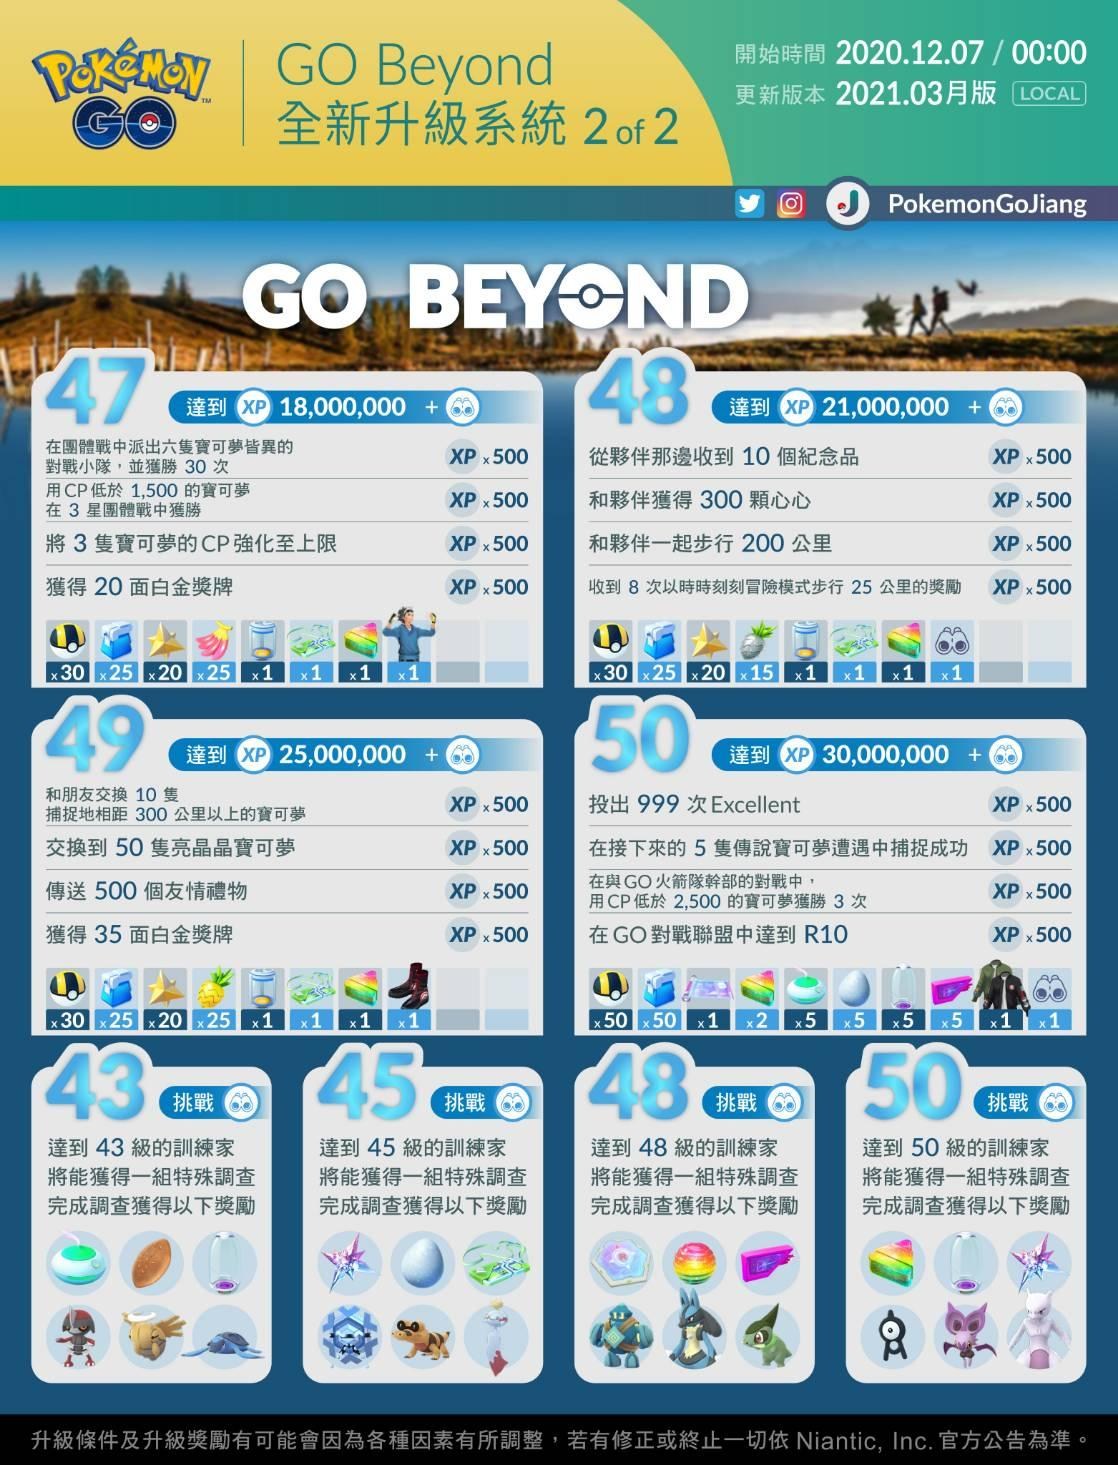 POKÉMON
GO
TM
GO Beyond
全新升級系統 2 of 2
開始時間 2020.12.07 / 00:00
更新版本 2021.03月版 LOCAL
PokemonGoJiang
GO BEYOND
47
達到 XP 18,000,000 +
在團體戰中派出六隻寶可夢皆異的
對戰小隊，並獲勝 30 次
XP x500
用CP低於 1,500 的寶可夢
在 3 星團體戰中獲勝
XP x500
將 3 隻寶可夢的CP強化至上限 XP x500
獲得 20 面白金獎牌 XP x500
x30 x25 x20 x25 x1 x1 x1 x1
48
達到 XP 21,000,000 +
從夥伴那邊收到 10 個紀念品 XP x500
和夥伴獲得 300 顆心心 XP x500
和夥伴一起步行 200 公里 XP x500
收到 8 次以時時刻刻冒險模式步行 25 公里的獎勵 XP x500
x30 x25 x20 x15 x1 x1 x1 x1
49
達到 XP 25,000,000 +
和朋友交換 10 隻
捕捉地相距 300 公里以上的寶可夢
XP x500
交換到 50 隻亮晶晶寶可夢 XP x500
傳送 500 個友情禮物 XP x500
獲得 35 面白金獎牌 XP x500
x30 x25 x20 x25 x1 x1 x1 x1
50
達到 XP 30,000,000 +
投出 999 次Excellent XP x500
在接下來的 5 隻傳說寶可夢遭遇中捕捉成功 XP x500
在與GO火箭隊幹部的對戰中，
用CP低於 2,500 的寶可夢獲勝 3 次
XP x500
在GO對戰聯盟中達到 R10 XP x500
x50 x50 x1 x2 x5 x5 x5 x5 x1 x1
43
挑戰
達到 43 級的訓練家
將能獲得一組特殊調查
完成調查獲得以下獎勵
45
挑戰
達到 45 級的訓練家
將能獲得一組特殊調查
完成調查獲得以下獎勵
48
挑戰
達到 48 級的訓練家
將能獲得一組特殊調查
完成調查獲得以下獎勵
50
挑戰
達到 50 級的訓練家
將能獲得一組特殊調查
完成調查獲得以下獎勵
升級條件及升級獎勵有可能會因為各種因素有所調整，若有修正或終止一切依 Niantic, Inc. 官方公告為準。